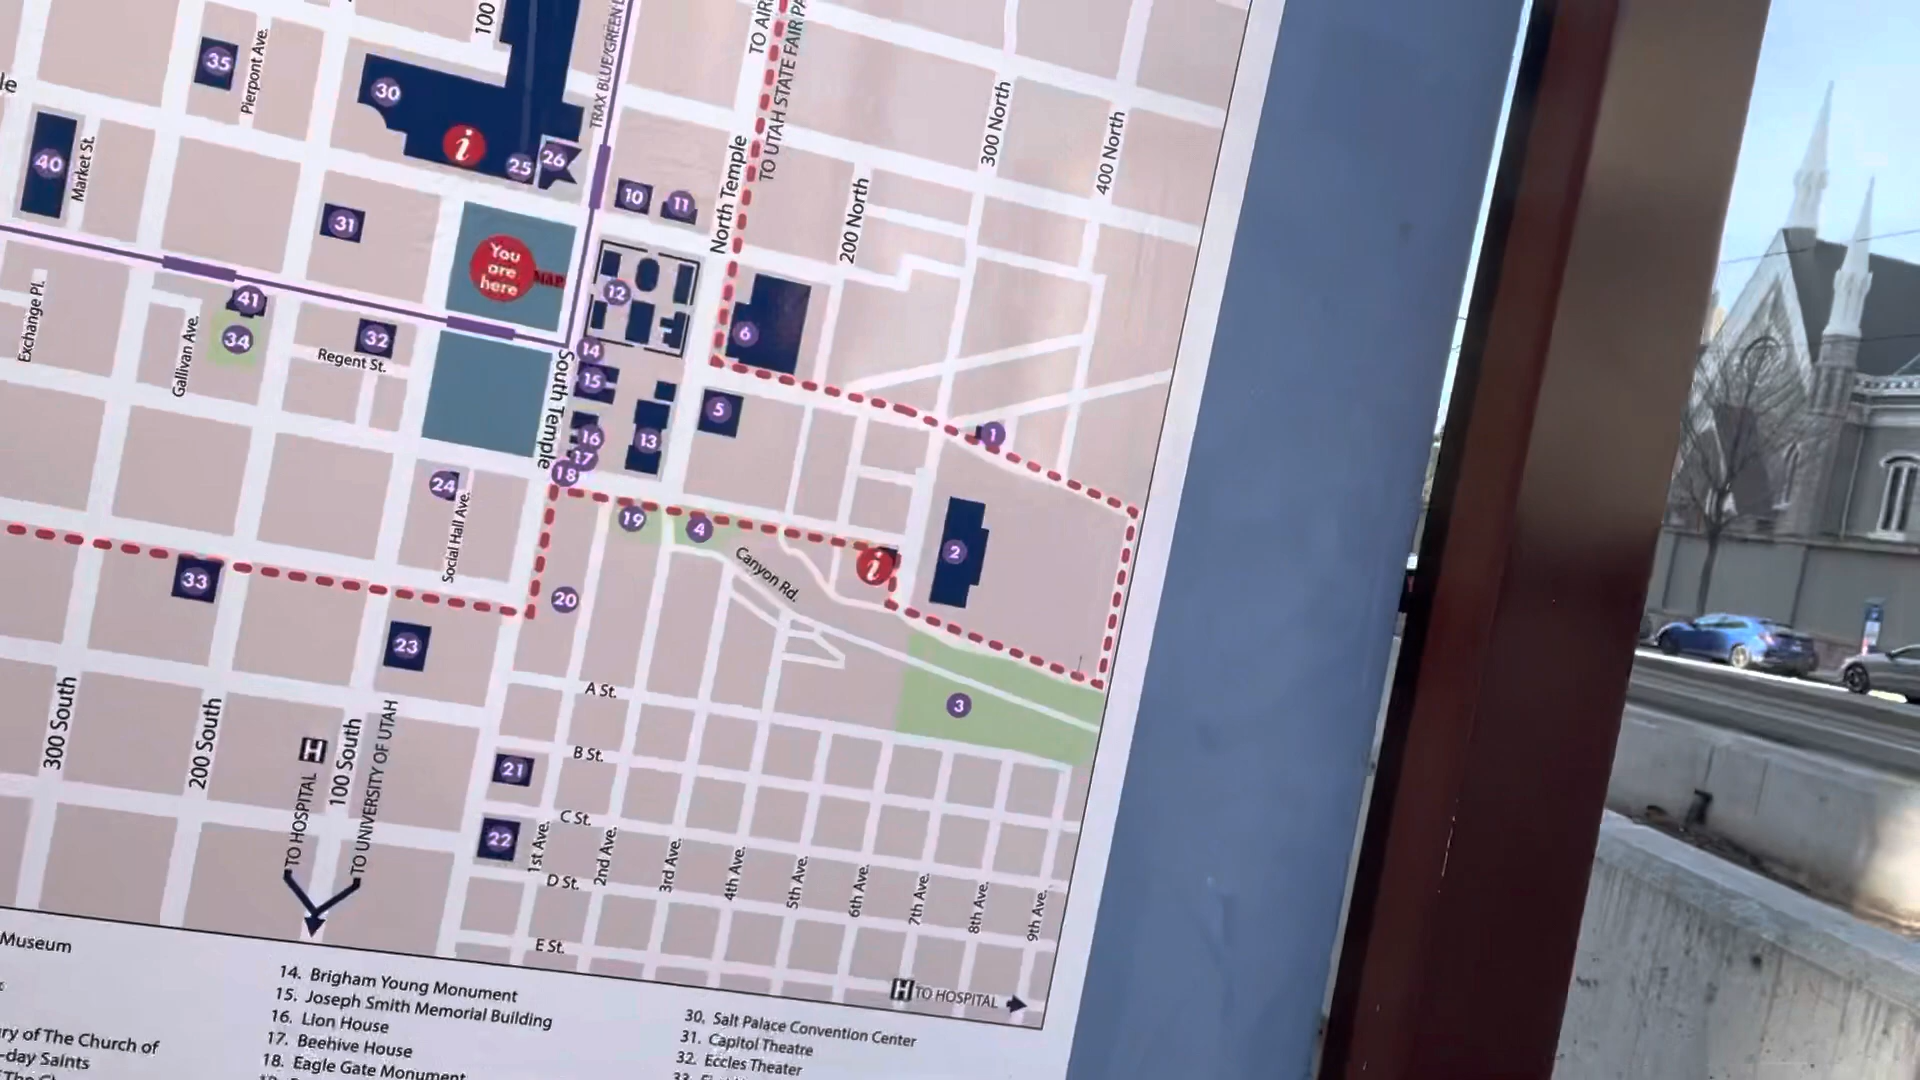 100
TO AIR
TO UTAH STATE FAIR PA
TRAX BLUE/GREEN L
35
Pierpont Ave.
le
30
i
25
26
300 North
400 North
40
Market St.
10
11
North Temple
200 North
31
You
are
here
MAP
12
41
34
Exchange Pl.
Gallivan Ave.
32
Regent St.
14
6
15
South Temple
5
16
13
17
18
1
24
Social Hall Ave.
19
4
Canyon Rd.
i
2
33
20
23
3
300 South
200 South
100 South
TO HOSPITAL H
TO UNIVERSITY OF UTAH
A St.
B St.
21
C St.
22
D St.
E St.
1st Ave.
2nd Ave.
3rd Ave.
4th Ave.
5th Ave.
6th Ave.
7th Ave.
8th Ave.
9th Ave.
H TO HOSPITAL
Museum
ry of The Church of
-day Saints
14. Brigham Young Monument
15. Joseph Smith Memorial Building
16. Lion House
17. Beehive House
18. Eagle Gate Monument
30. Salt Palace Convention Center
31. Capitol Theatre
32. Eccles Theater